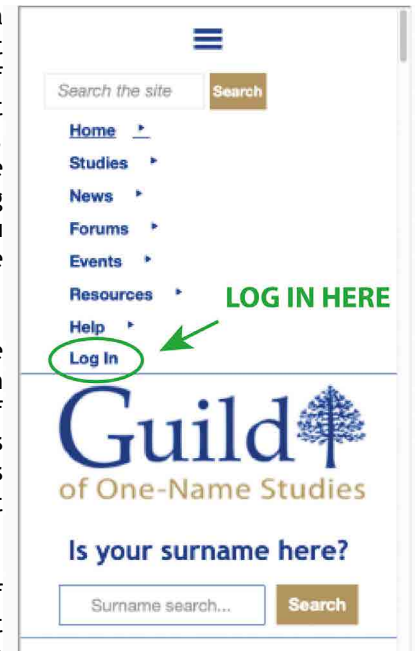 Search the site Search
Home
Studies
News
Forums
Events
Resources
LOG IN HERE
Help
Log In
Guild
of One-Name Studies
Is your surname here?
Surname search... Search